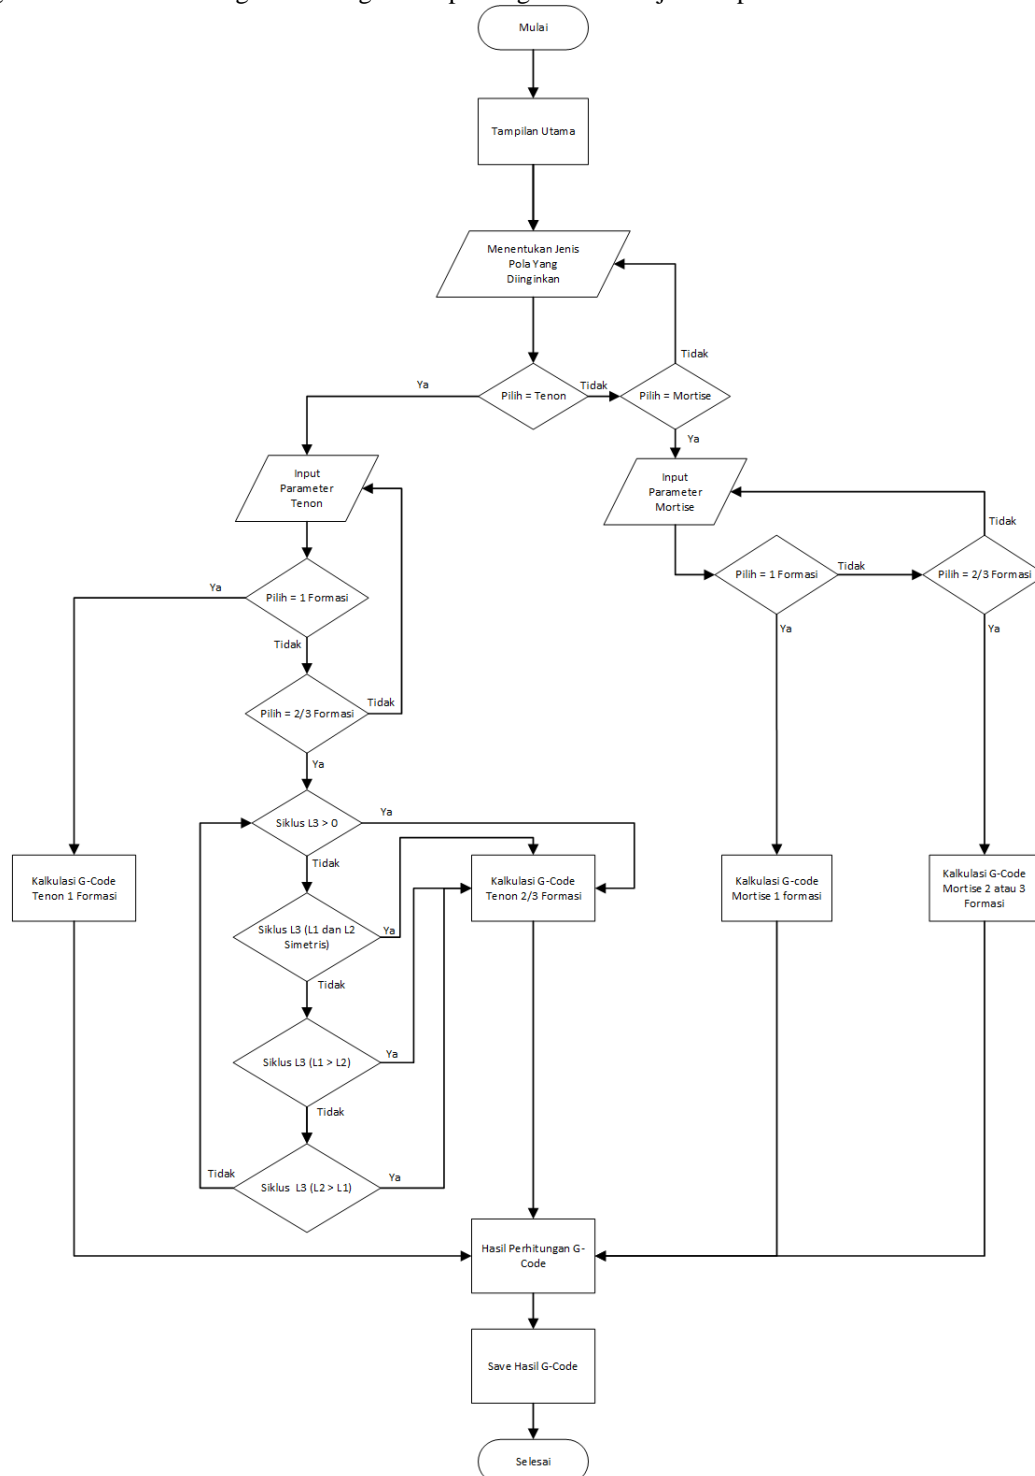 Mulai
Tampilan Utama
Menentukan Jenis
Pola Yang
Diinginkan
Tidak
Ya
Pilih = Tenon
Tidak
Pilih = Mortise
Ya
Input
Parameter
Tenon
Input
Parameter
Mortise
Tidak
Ya
Pilih = 1 Formasi
Pilih = 1 Formasi
Tidak
Pilih = 2/3 Formasi
Tidak
Ya
Ya
Pilih = 2/3 Formasi
Tidak
Ya
Siklus L3 > 0
Ya
Tidak
Kalkulasi G-Code
Tenon 1 Formasi
Kalkulasi G-Code
Tenon 2/3 Formasi
Kalkulasi G-code
Mortise 1 formasi
Kalkulasi G-Code
Mortise 2 atau 3
Formasi
Siklus L3 (L1 dan L2
Simetris)
Ya
Tidak
Siklus L3 (L1 > L2)
Ya
Tidak
Tidak
Siklus L3 (L2 > L1)
Ya
Hasil Perhitungan G-
Code
Save Hasil G-Code
Selesai